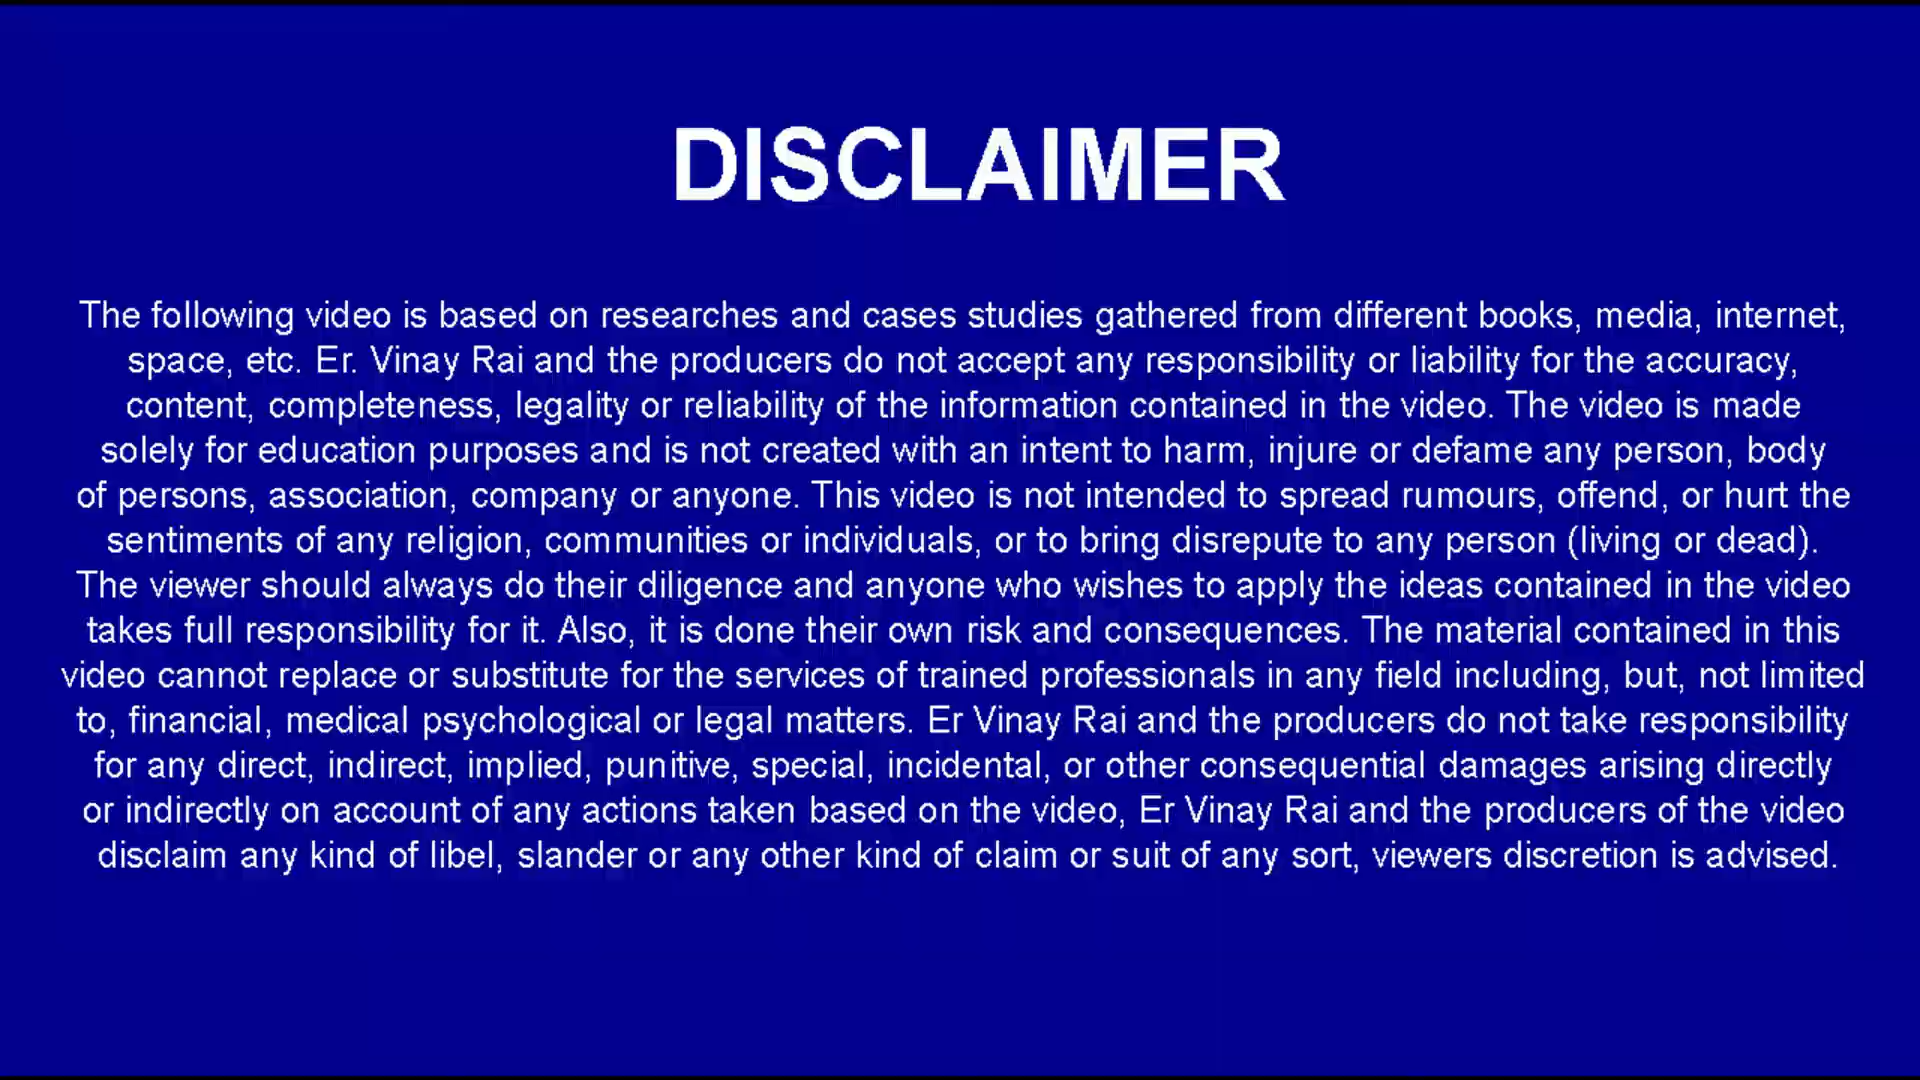 DISCLAIMER
The following video is based on researches and cases studies gathered from different books, media, internet,
space, etc. Er. Vinay Rai and the producers do not accept any responsibility or liability for the accuracy,
content, completeness, legality or reliability of the information contained in the video. The video is made
solely for education purposes and is not created with an intent to harm, injure or defame any person, body
of persons, association, company or anyone. This video is not intended to spread rumours, offend, or hurt the
sentiments of any religion, communities or individuals, or to bring disrepute to any person (living or dead).
The viewer should always do their diligence and anyone who wishes to apply the ideas contained in the video
takes full responsibility for it. Also, it is done their own risk and consequences. The material contained in this
video cannot replace or substitute for the services of trained professionals in any field including, but, not limited
to, financial, medical psychological or legal matters. Er Vinay Rai and the producers do not take responsibility
for any direct, indirect, implied, punitive, special, incidental, or other consequential damages arising directly
or indirectly on account of any actions taken based on the video, Er Vinay Rai and the producers of the video
disclaim any kind of libel, slander or any other kind of claim or suit of any sort, viewers discretion is advised.